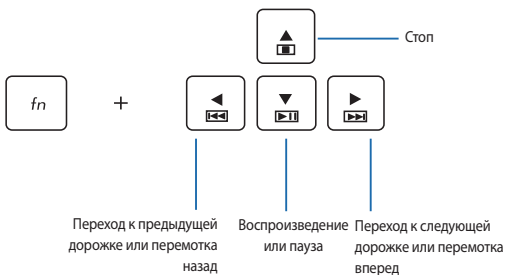 Стоп
fn +
Переход к предыдущей
дорожке или перемотка
назад
Воспроизведение
или пауза
Переход к следующей
дорожке или перемотка
вперед